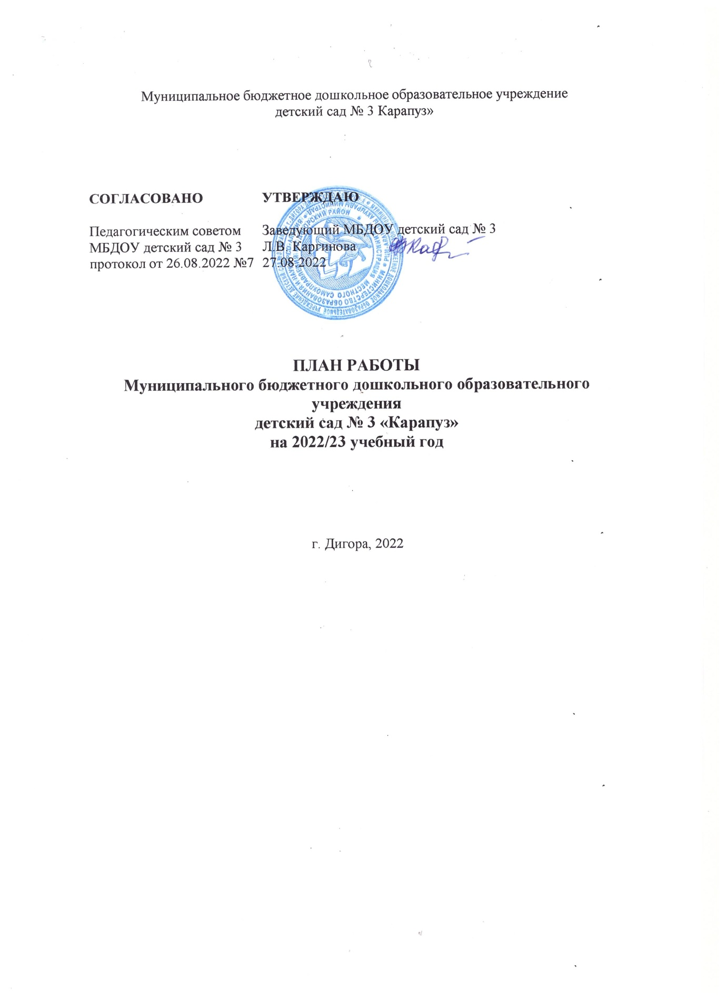 Муниципальное бюджетное дошкольное образовательное учреждение
детский сад № 3 Карапуз»
СОГЛАСОВАНО
Педагогическим советом
МБДОУ детский сад № 3
протокол от 26.08.2022 №7
УТВЕРЖДАЮ
Заведующий МБДОУ детский сад № 3
Л.В. Каргинова
27.08.2022
ПЛАН РАБОТЫ
Муниципального бюджетного дошкольного образовательного
учреждения
детский сад № 3 «Карапуз»
на 2022/23 учебный год
г. Дигора, 2022